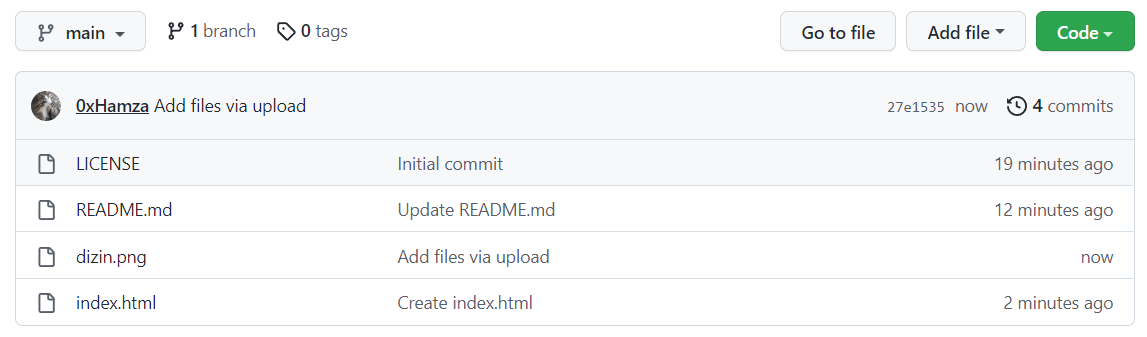 main 1 branch 0 tags Go to file Add file Code
0xHamza Add files via upload 27e1535 now 4 commits
LICENSE Initial commit 19 minutes ago
README.md Update README.md 12 minutes ago
dizin.png Add files via upload now
index.html Create index.html 2 minutes ago